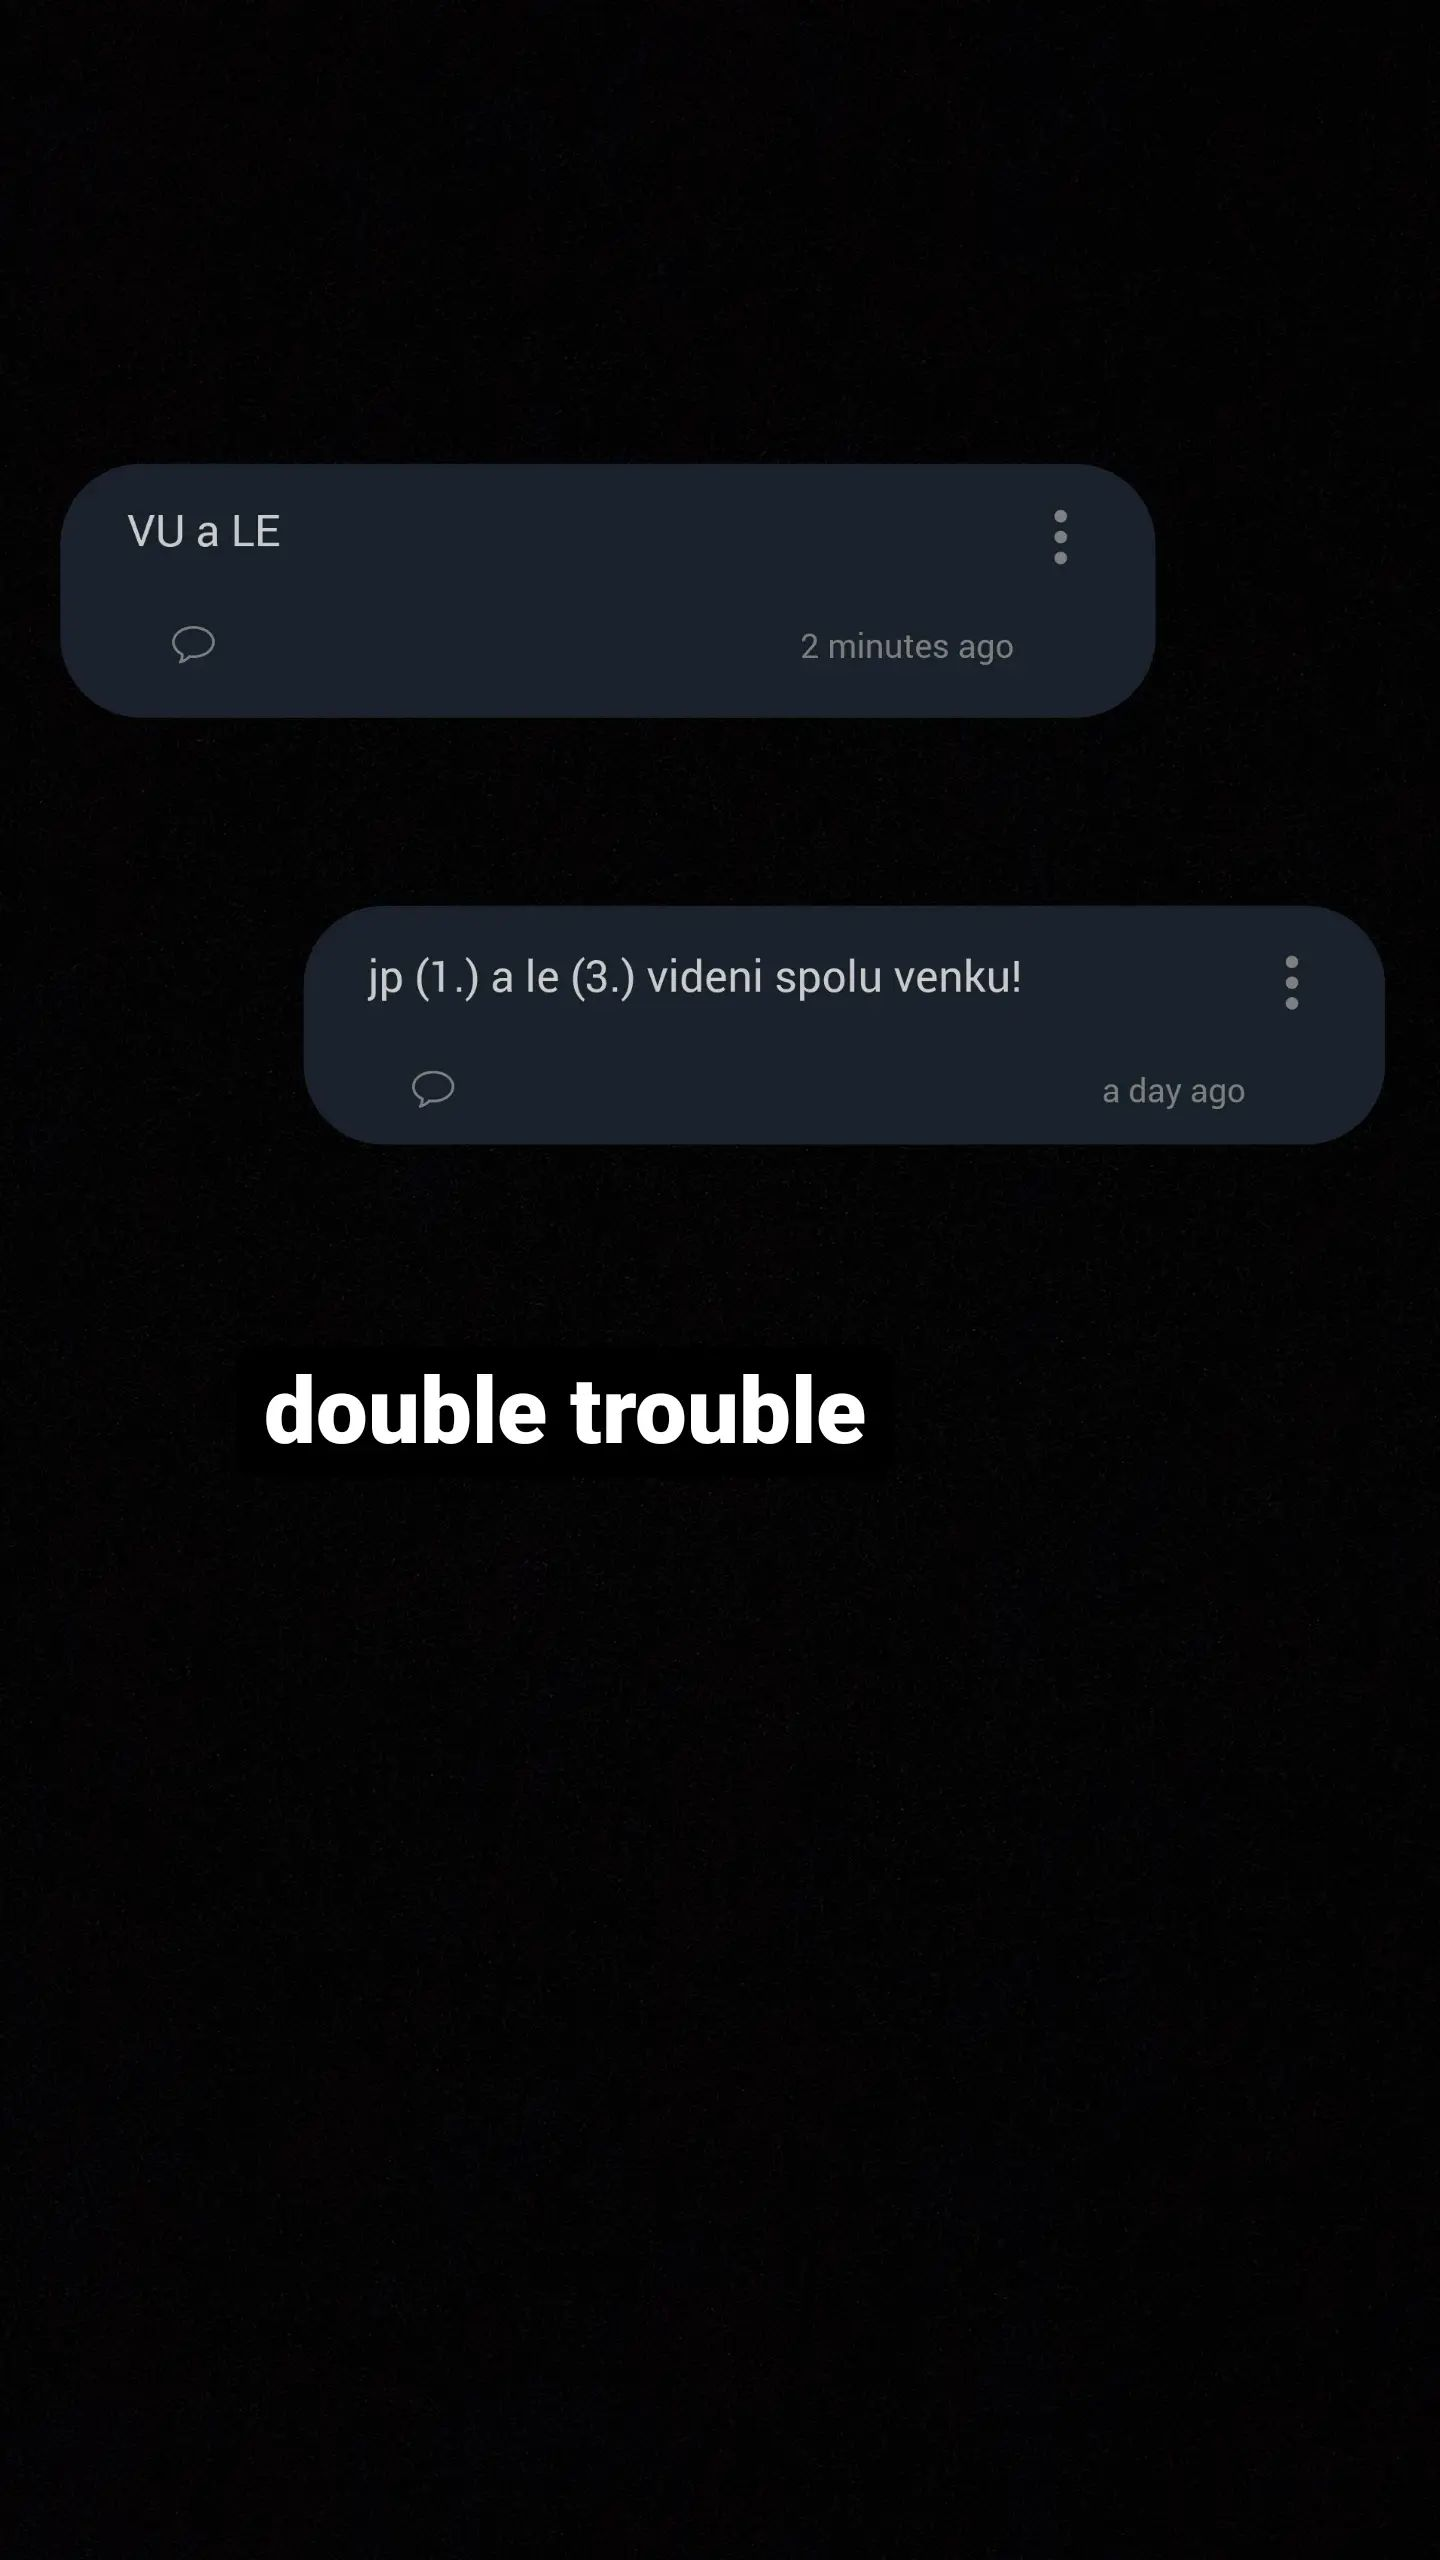 VU a LE
2 minutes ago
jp (1.) a le (3.) videni spolu venku!
a day ago
double trouble